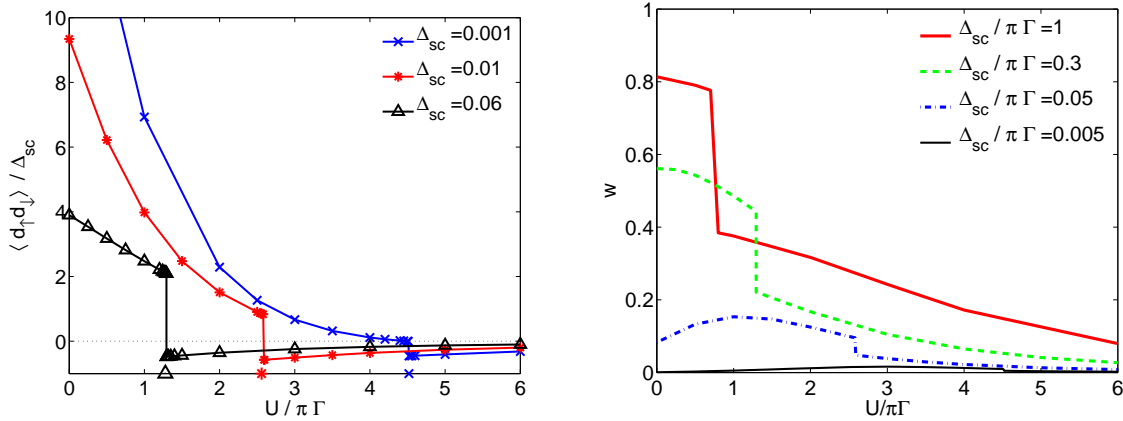 10
8
6
4
2
0
⟨ d↑d↓⟩ / Δsc
Δsc =0.001
Δsc =0.01
Δsc =0.06
0 1 2 3 4 5 6
U / π Γ
1
0.8
0.6
0.4
0.2
0
w
Δsc / π Γ=1
Δsc / π Γ=0.3
Δsc / π Γ=0.05
Δsc / π Γ=0.005
0 1 2 3 4 5 6
U/πΓ